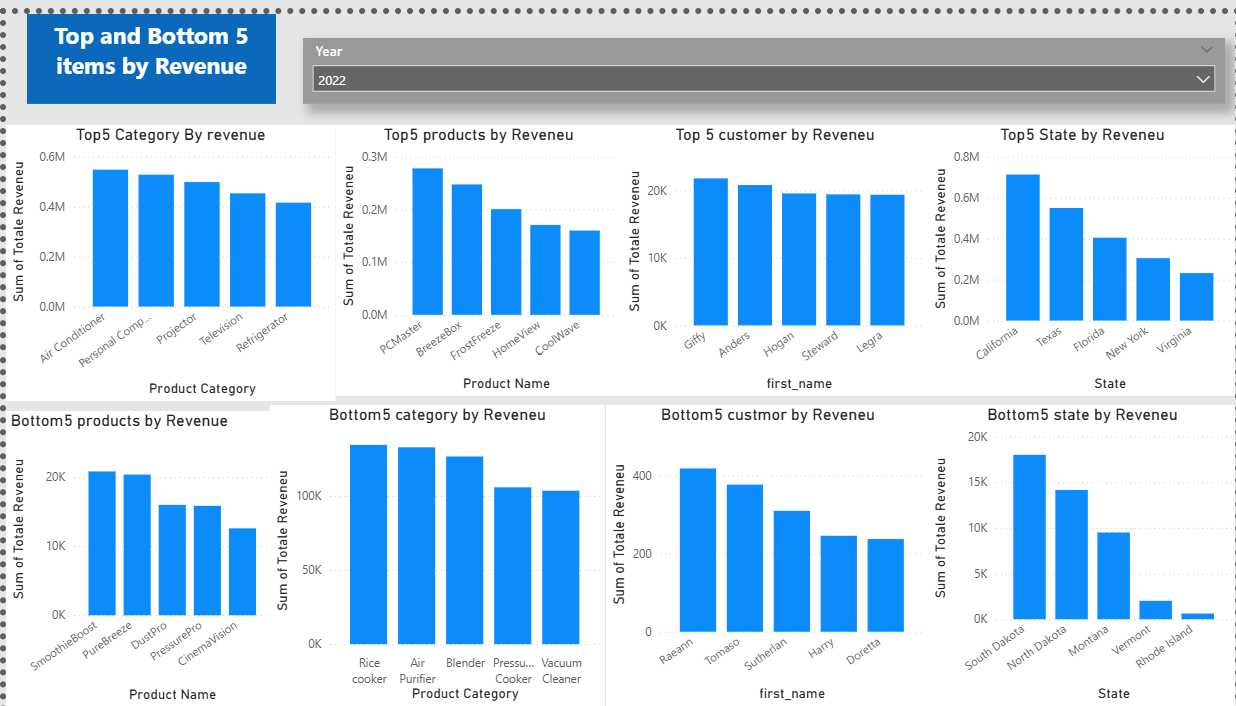 Top and Bottom 5
items by Revenue
Year
2022
Top5 Category By revenue
Sum of Totale Reveneu
0.6M
0.4M
0.2M
0.0M
Air Conditioner
Personal Comp...
Projector
Television
Refrigerator
Product Category
Top5 products by Reveneu
Sum of Totale Reveneu
0.3M
0.2M
0.1M
0.0M
PCMaster
BreezeBox
FrostFreeze
HomeView
CoolWave
Product Name
Top 5 customer by Reveneu
Sum of Totale Reveneu
20K
10K
0K
Giffy
Anders
Hogan
Steward
Legra
first_name
Top5 State by Reveneu
Sum of Totale Reveneu
0.8M
0.6M
0.4M
0.2M
0.0M
California
Texas
Florida
New York
Virginia
State
Bottom5 products by Revenue
Sum of Totale Reveneu
20K
10K
0K
SmoothieBoost
PureBreeze
DustPro
PressurePro
CinemaVision
Product Name
Bottom5 category by Reveneu
Sum of Totale Reveneu
100K
50K
0K
Rice
cooker
Air
Purifier
Blender
Pressu...
Cooker
Vacuum
Cleaner
Product Category
Bottom5 custmor by Reveneu
Sum of Totale Reveneu
400
200
0
Raeann
Tomaso
Sutherlan
Harry
Doretta
first_name
Bottom5 state by Reveneu
Sum of Totale Reveneu
20K
15K
10K
5K
0K
South Dakota
North Dakota
Montana
Vermont
Rhode Island
State